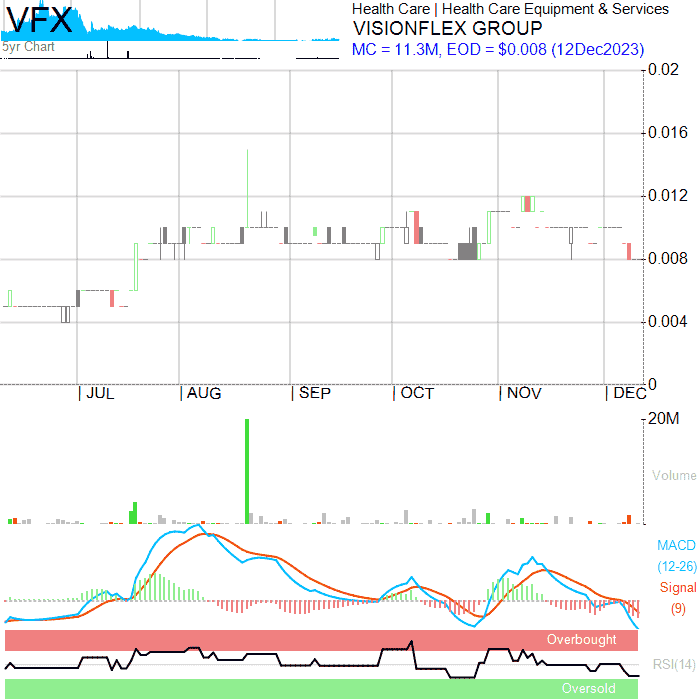 VFX
5yr Chart
Health Care | Health Care Equipment & Services
VISIONFLEX GROUP
MC = 11.3M, EOD = $0.008 (12Dec2023)
0.02
0.016
0.012
0.008
0.004
0
| JUL | AUG | SEP | OCT | NOV | DEC
20M
Volume
MACD
(12-26)
Signal
(9)
Overbought
RSI(14)
Oversold